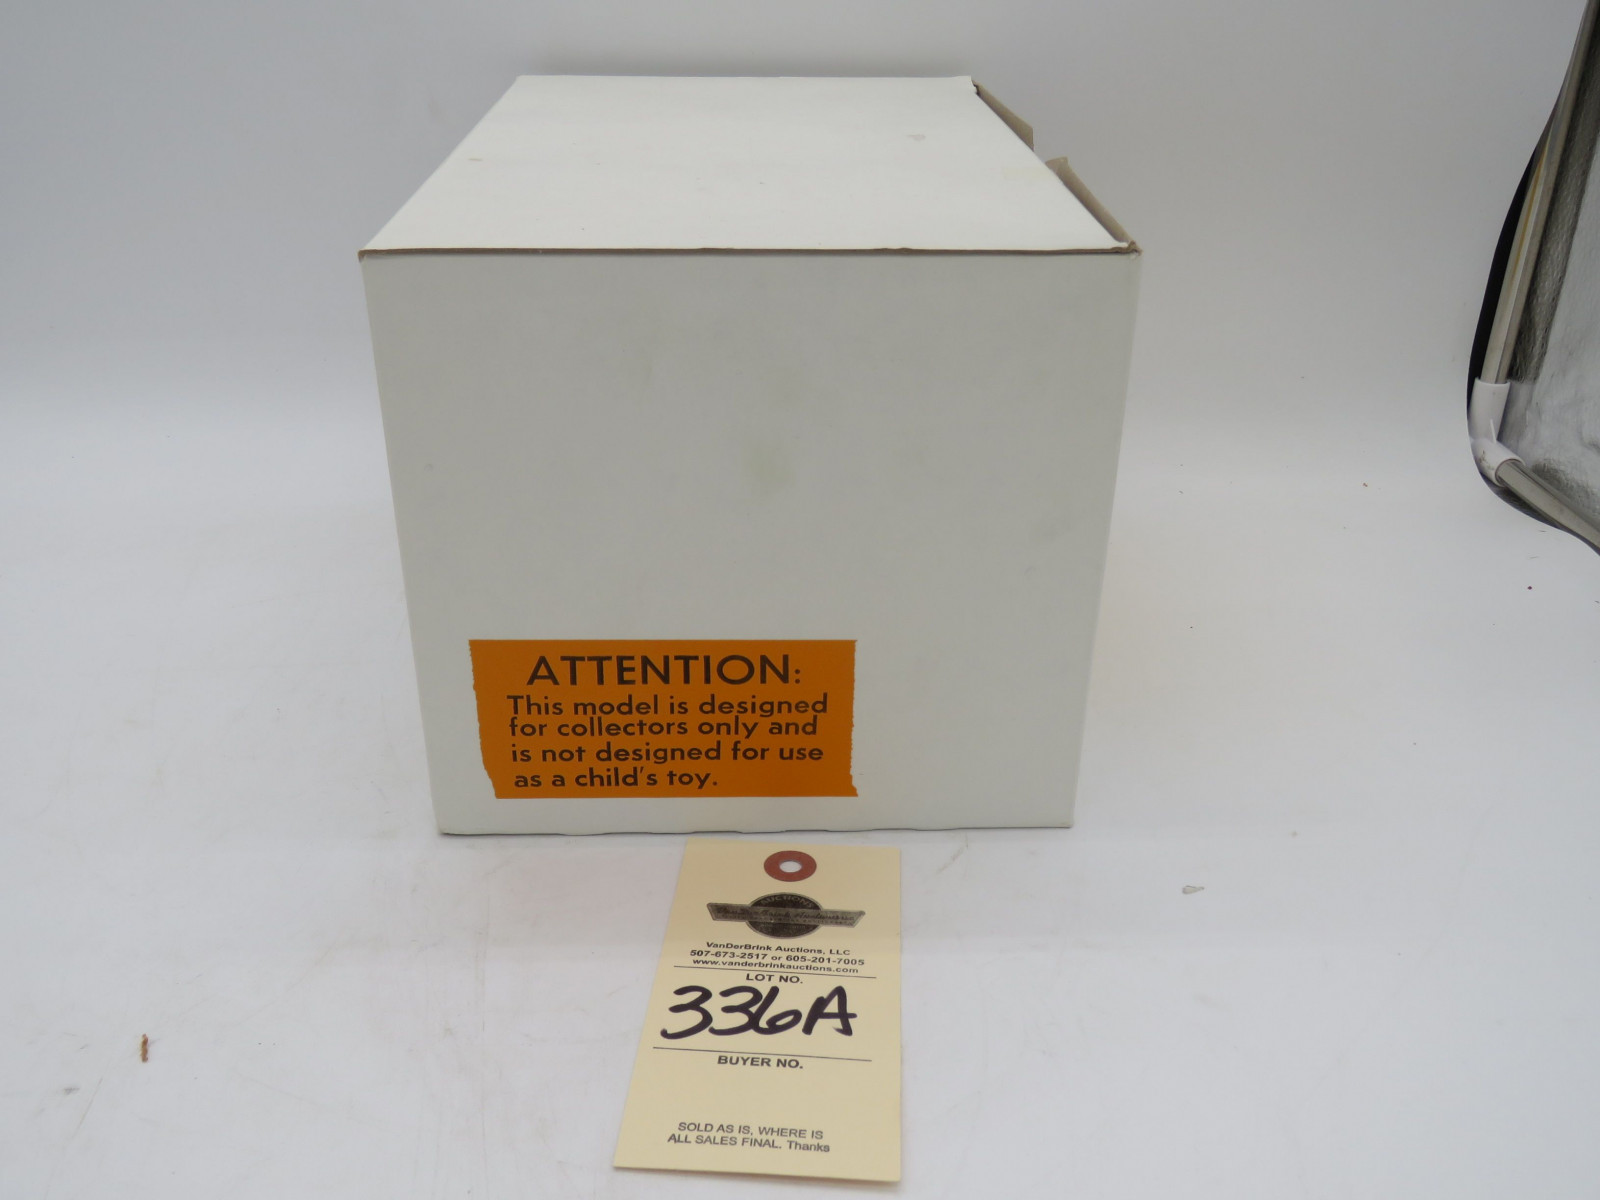 ATTENTION:
This model is designed
for collectors only and
is not designed for use
as a child's toy.
AUCTIONS
VanDerBrink Auctions, LLC
507-673-2517 or 605-201-7005
www.vanderbrinkauctions.com
LOT NO.
336A
BUYER NO.
SOLD AS IS, WHERE IS
ALL SALES FINAL. Thanks